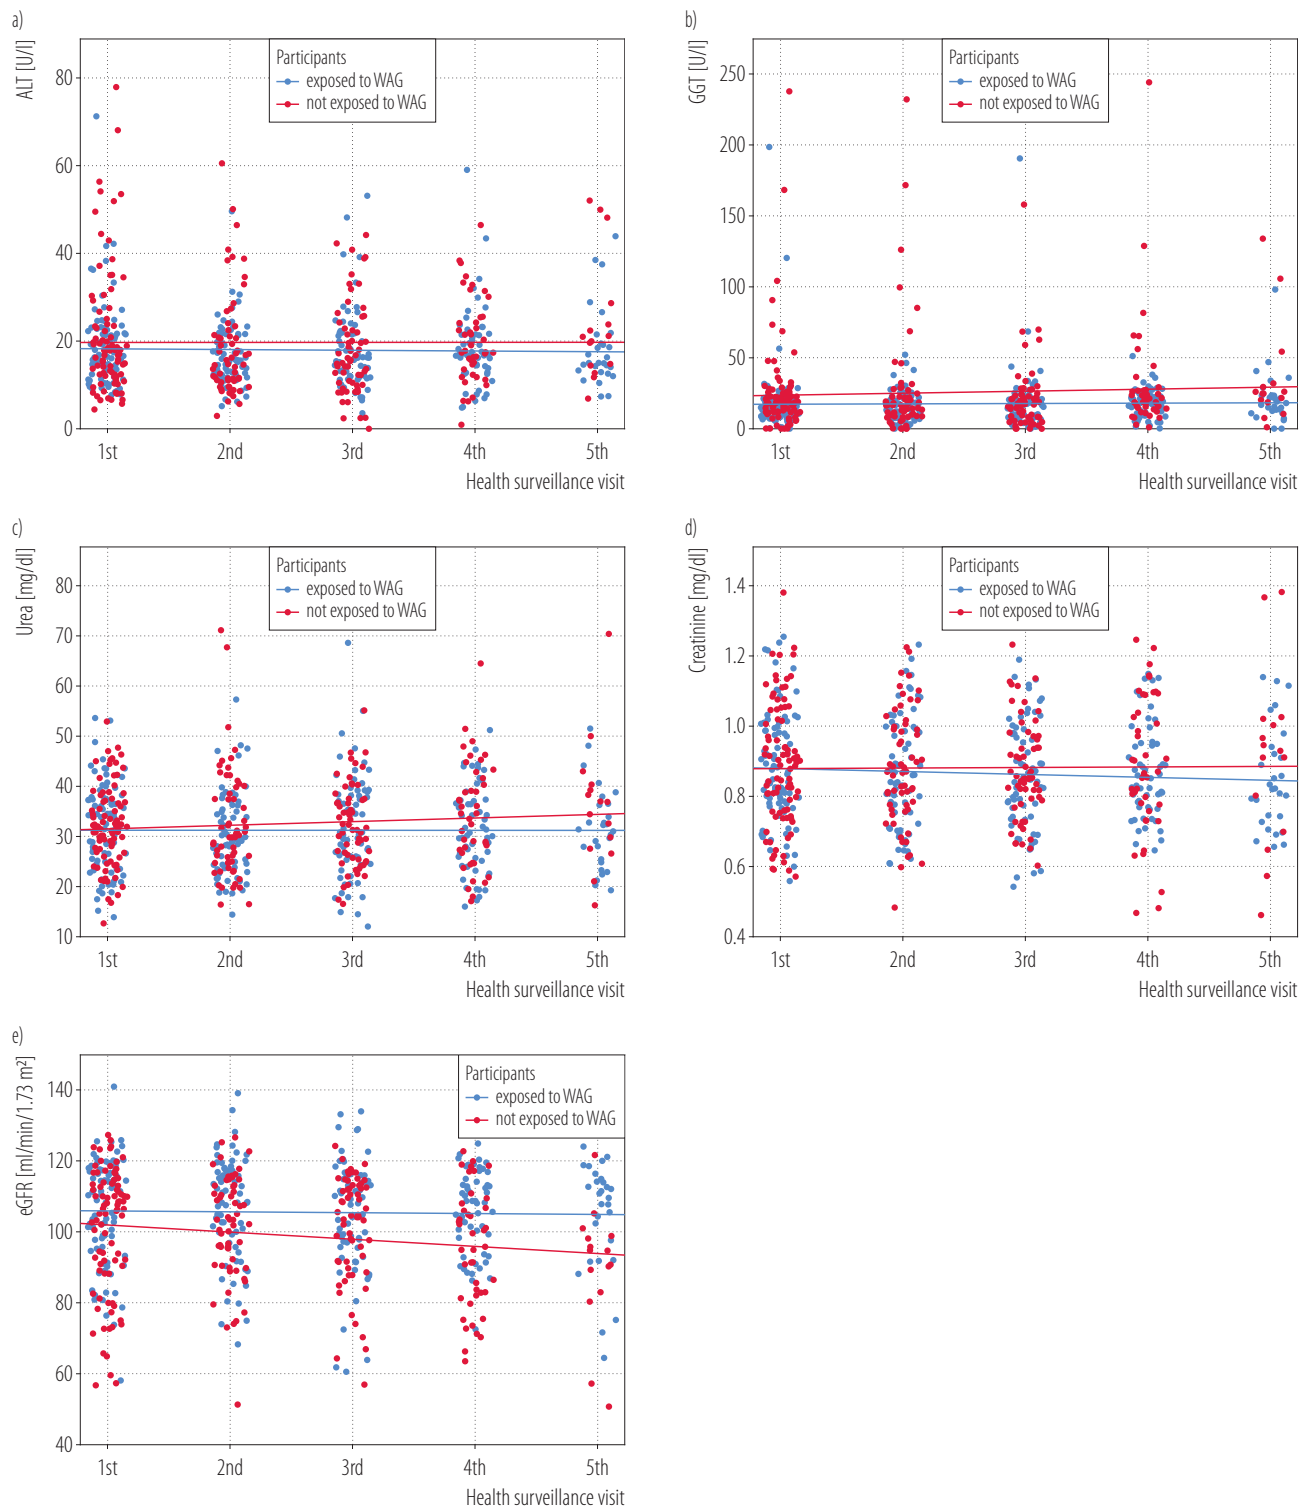 a)
ALT [U/l]
Participants
exposed to WAG
not exposed to WAG
80
60
40
20
0
1st 2nd 3rd 4th 5th
Health surveillance visit
b)
GGT [U/l]
Participants
exposed to WAG
not exposed to WAG
250
200
150
100
50
0
1st 2nd 3rd 4th 5th
Health surveillance visit
c)
Urea [mg/dl]
Participants
exposed to WAG
not exposed to WAG
80
70
60
50
40
30
20
10
1st 2nd 3rd 4th 5th
Health surveillance visit
d)
Creatinine [mg/dl]
Participants
exposed to WAG
not exposed to WAG
1.4
1.2
1.0
0.8
0.6
0.4
1st 2nd 3rd 4th 5th
Health surveillance visit
e)
eGFR [ml/min/1.73 m²]
Participants
exposed to WAG
not exposed to WAG
140
120
100
80
60
40
1st 2nd 3rd 4th 5th
Health surveillance visit